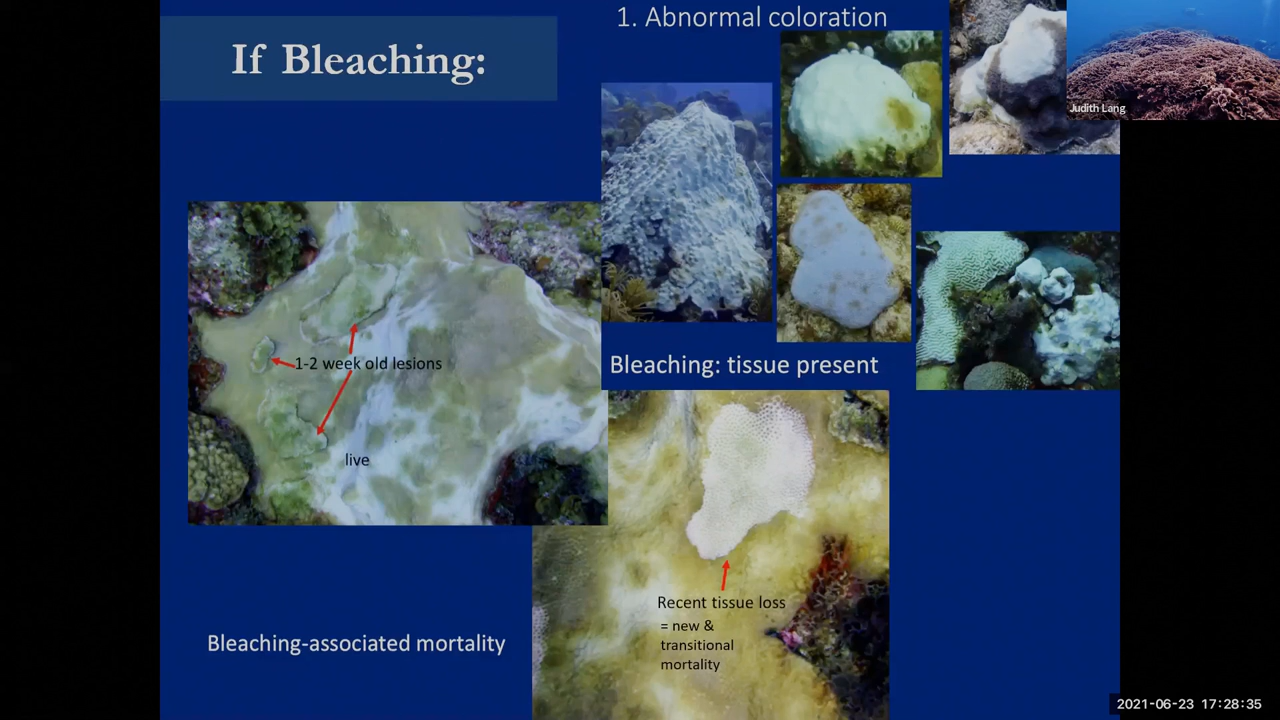 If Bleaching:
1. Abnormal coloration
Judith Lang
1-2 week old lesions
live
Bleaching: tissue present
Recent tissue loss
= new &
transitional
mortality
Bleaching-associated mortality
2021-06-23 17:28:35